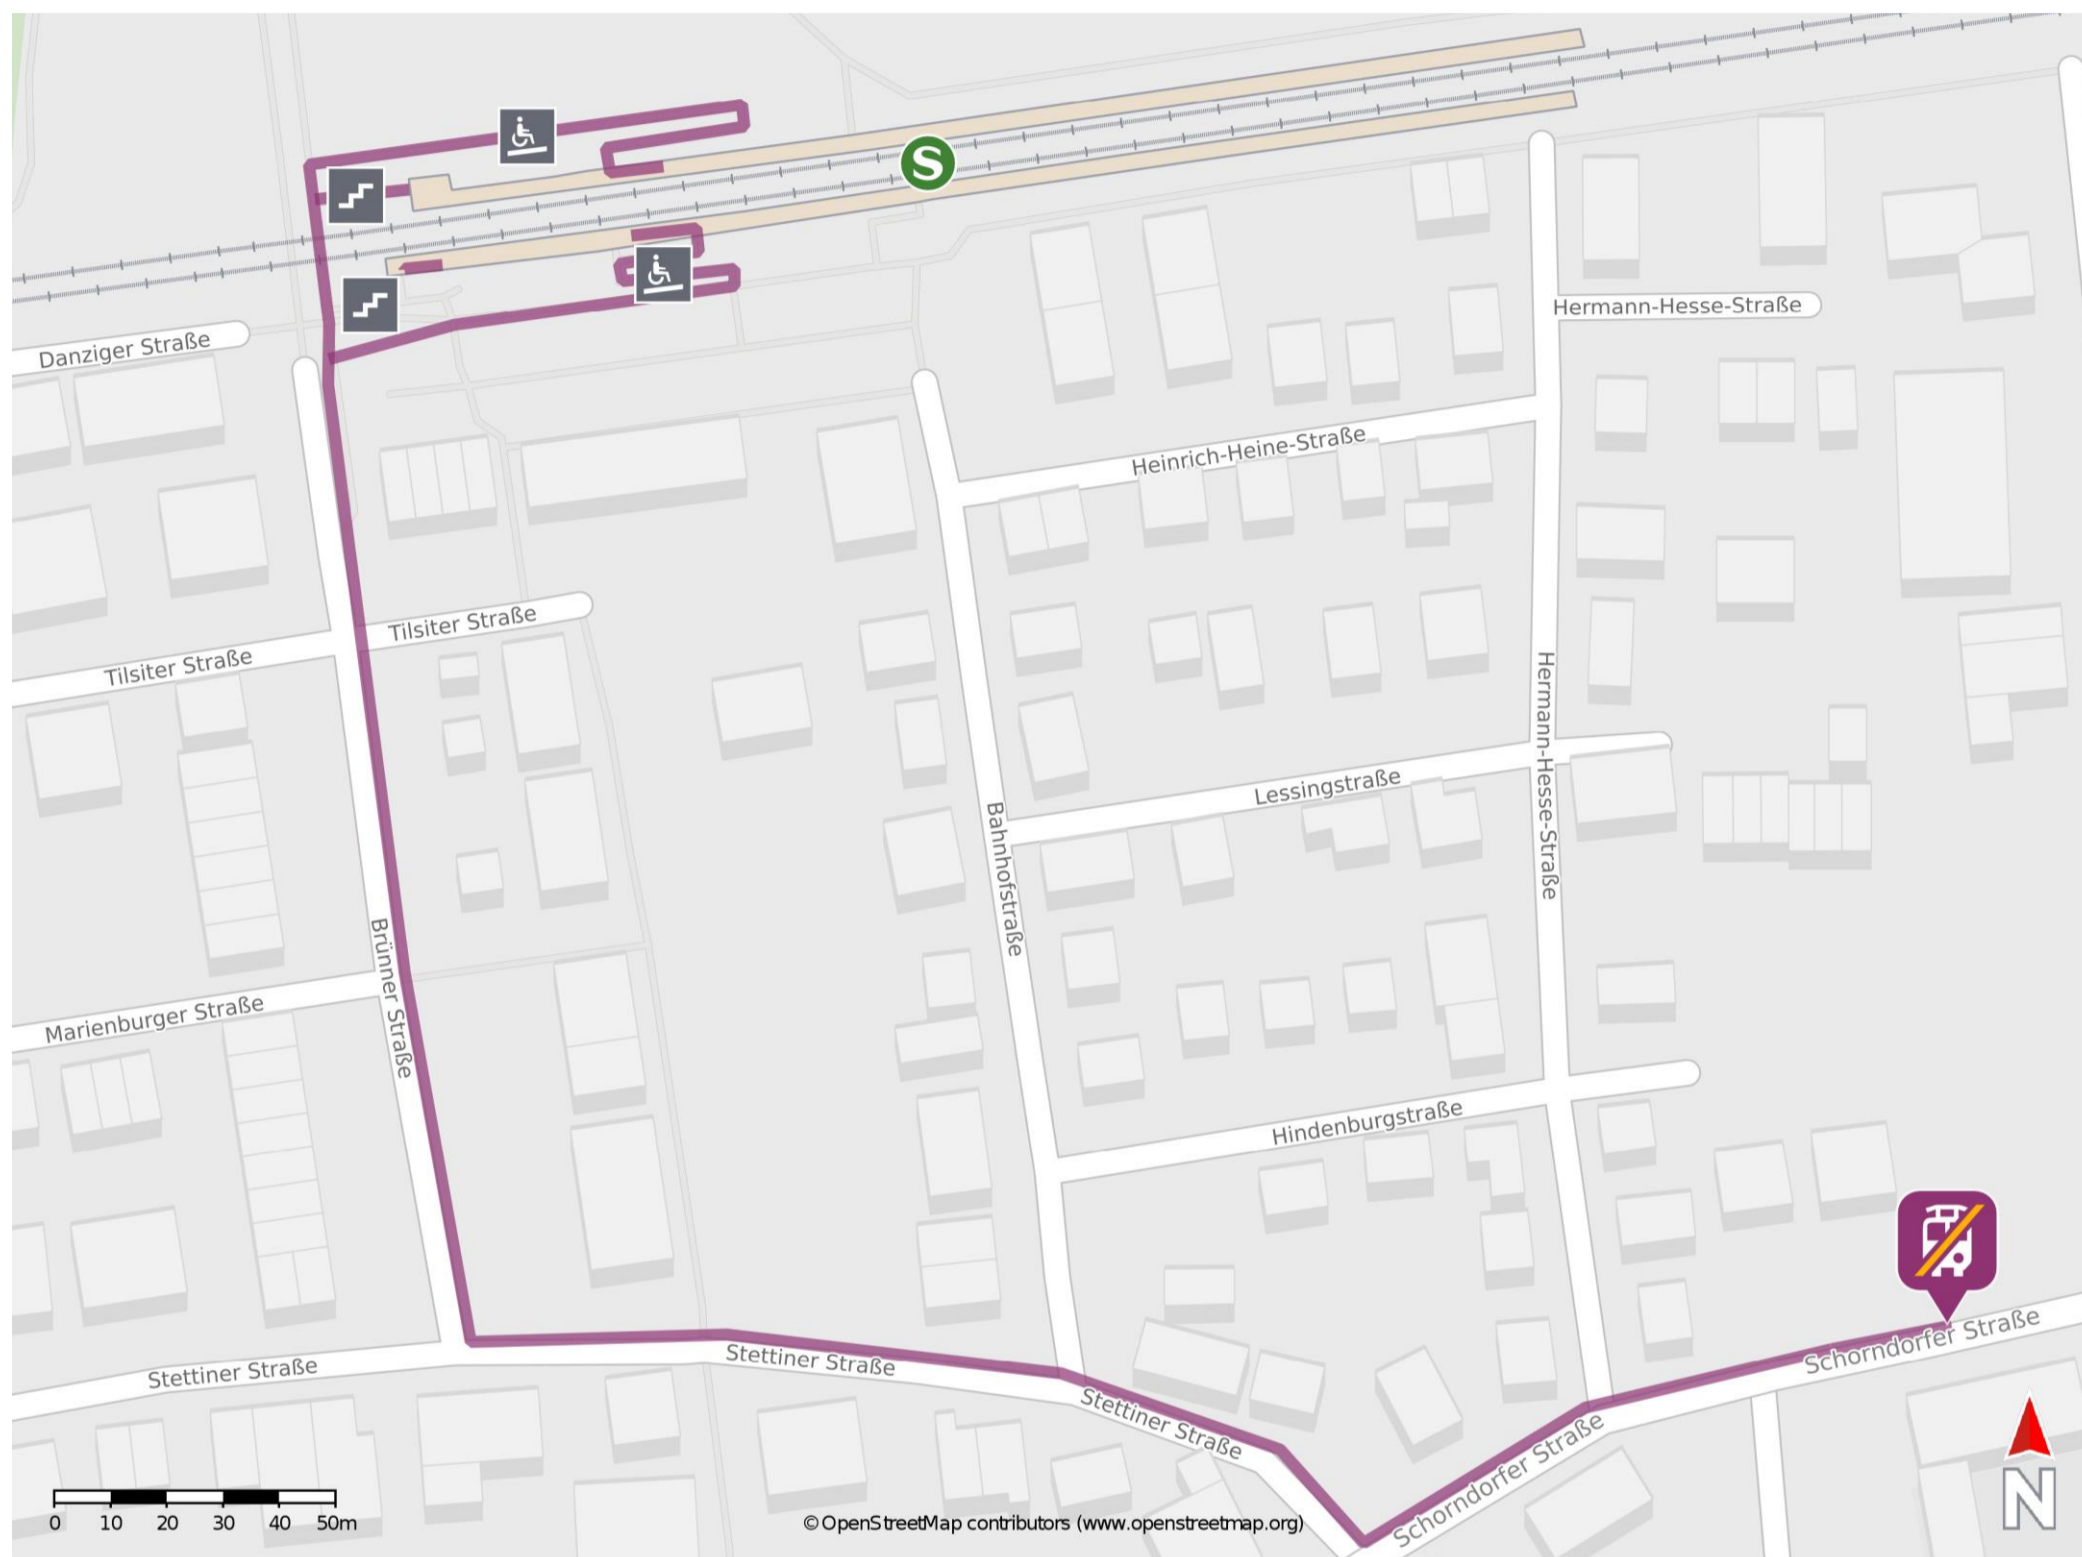 S
Hermann-Hesse-Straße
Danziger Straße
Heinrich-Heine-Straße
Tilsiter Straße
Tilsiter Straße
Hermann-Hesse-Straße
Lessingstraße
Bahnhofstraße
Brünner Straße
Marienburger Straße
Hindenburgstraße
Schorndorfer Straße
Stettiner Straße
Stettiner Straße
Stettiner Straße
Schorndorfer Straße
N
0 10 20 30 40 50m
© OpenStreetMap contributors (www.openstreetmap.org)